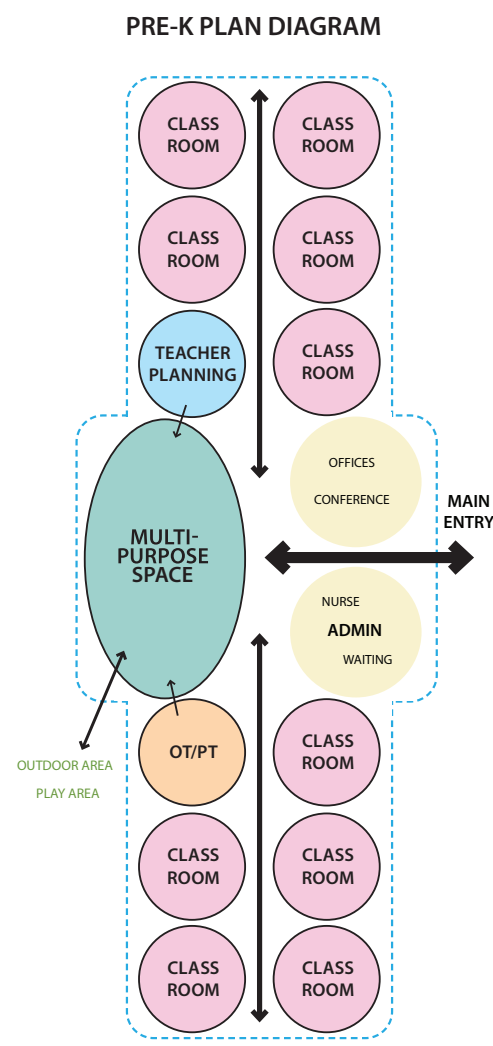 PRE-K PLAN DIAGRAM
CLASS
ROOM
CLASS
ROOM
CLASS
ROOM
CLASS
ROOM
TEACHER
PLANNING
CLASS
ROOM
OFFICES
CONFERENCE
MAIN
ENTRY
MULTI-
PURPOSE
SPACE
NURSE
ADMIN
WAITING
OT/PT
CLASS
ROOM
OUTDOOR AREA
PLAY AREA
CLASS
ROOM
CLASS
ROOM
CLASS
ROOM
CLASS
ROOM